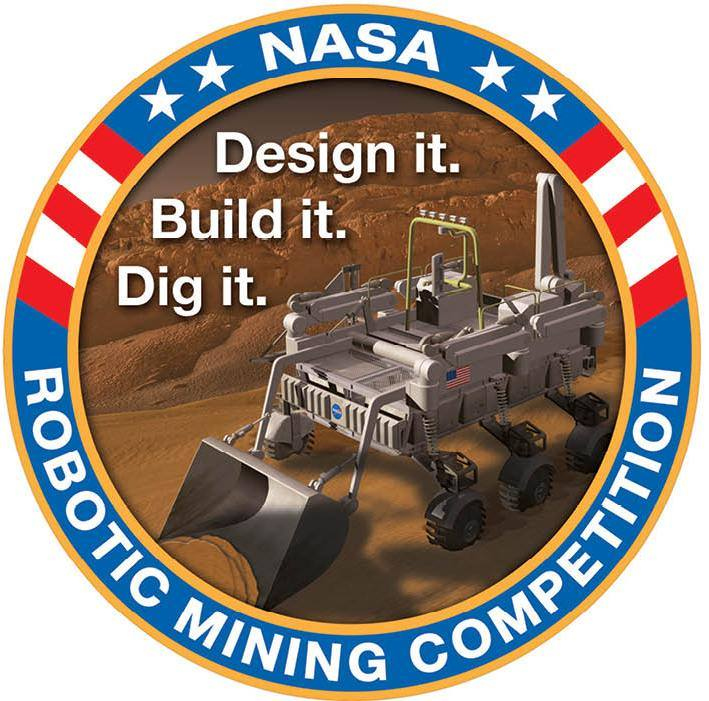 NASA
Design it.
Build it.
Dig it.
ROBOTIC MINING COMPETITION